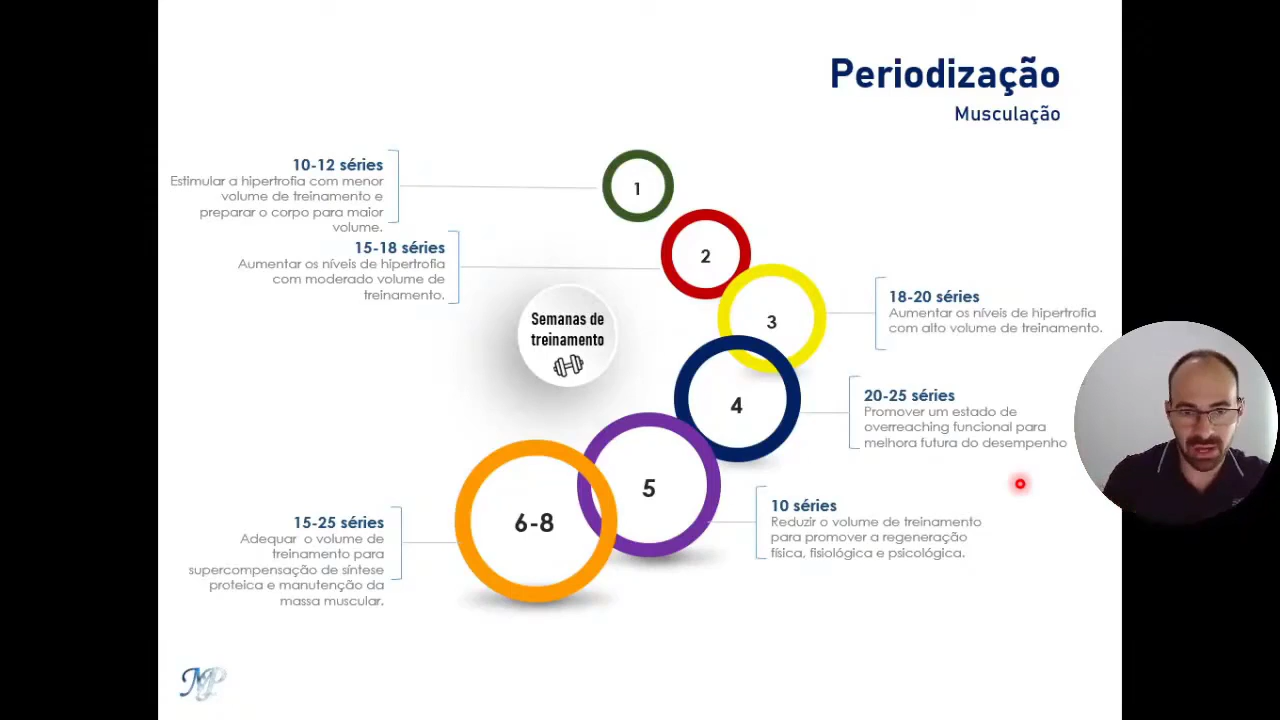 Periodização
Musculação
10-12 séries
Estimular a hipertrofia com menor
volume de treinamento e
preparar o corpo para maior
volume.
1
15-18 séries
Aumentar os níveis de hipertrofia
com moderado volume de
treinamento.
2
Semanas de
treinamento
3
18-20 séries
Aumentar os níveis de hipertrofia
com alto volume de treinamento.
4
20-25 séries
Promover um estado de
overreaching funcional para
melhora futura do desempenho
5
10 séries
Reduzir o volume de treinamento
para promover a regeneração
física, fisiológica e psicológica.
6-8
15-25 séries
Adequar o volume de
treinamento para
supercompensação de síntese
proteica e manutenção da
massa muscular.
MP